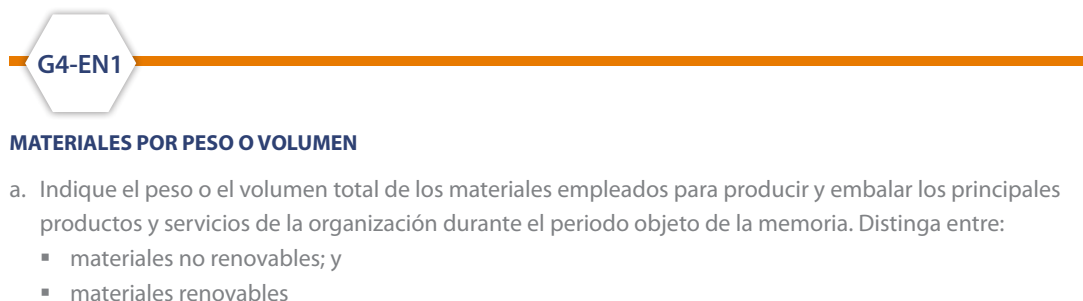 G4-EN1
MATERIALES POR PESO O VOLUMEN
a. Indique el peso o el volumen total de los materiales empleados para producir y embalar los principales
productos y servicios de la organización durante el periodo objeto de la memoria. Distinga entre:
▪ materiales no renovables; y
▪ materiales renovables